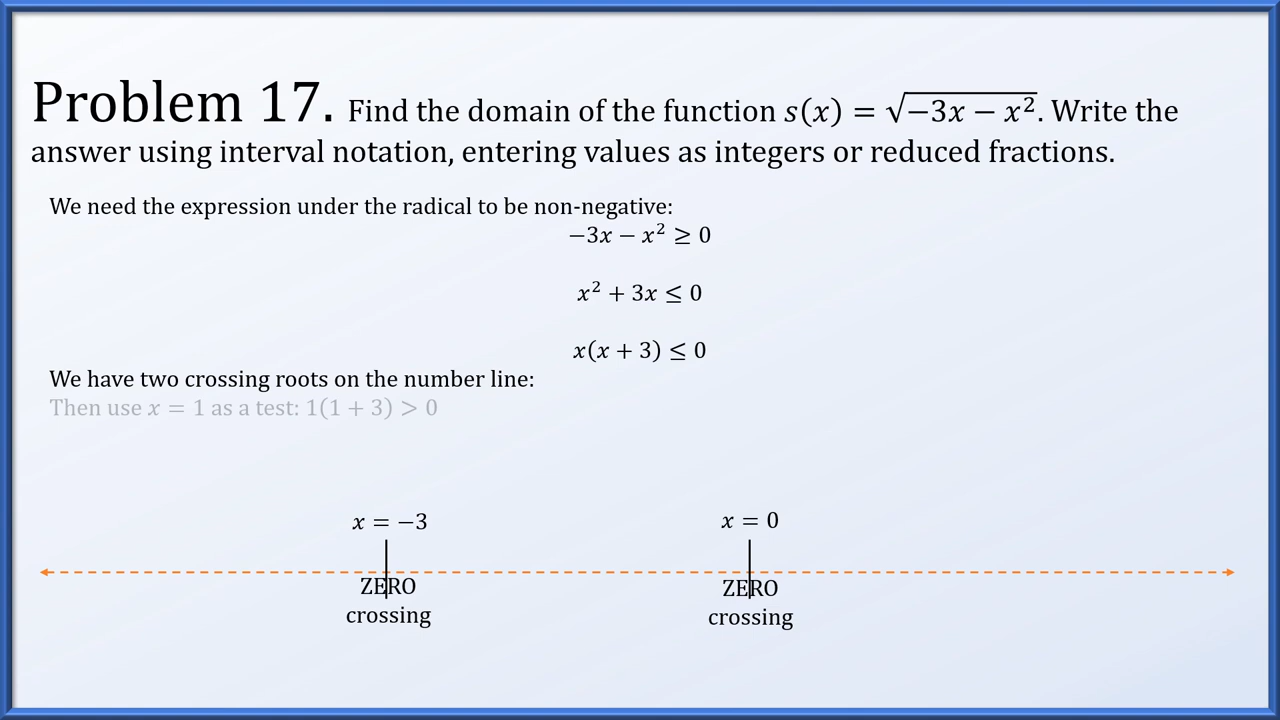 Problem 17. Find the domain of the function s(x) = √(−3x − x²). Write the
answer using interval notation, entering values as integers or reduced fractions.
We need the expression under the radical to be non-negative:
−3x − x² ≥ 0
x² + 3x ≤ 0
x(x + 3) ≤ 0
We have two crossing roots on the number line:
Then use x = 1 as a test: 1(1 + 3) > 0
x = −3
x = 0
ZERO
crossing
ZERO
crossing